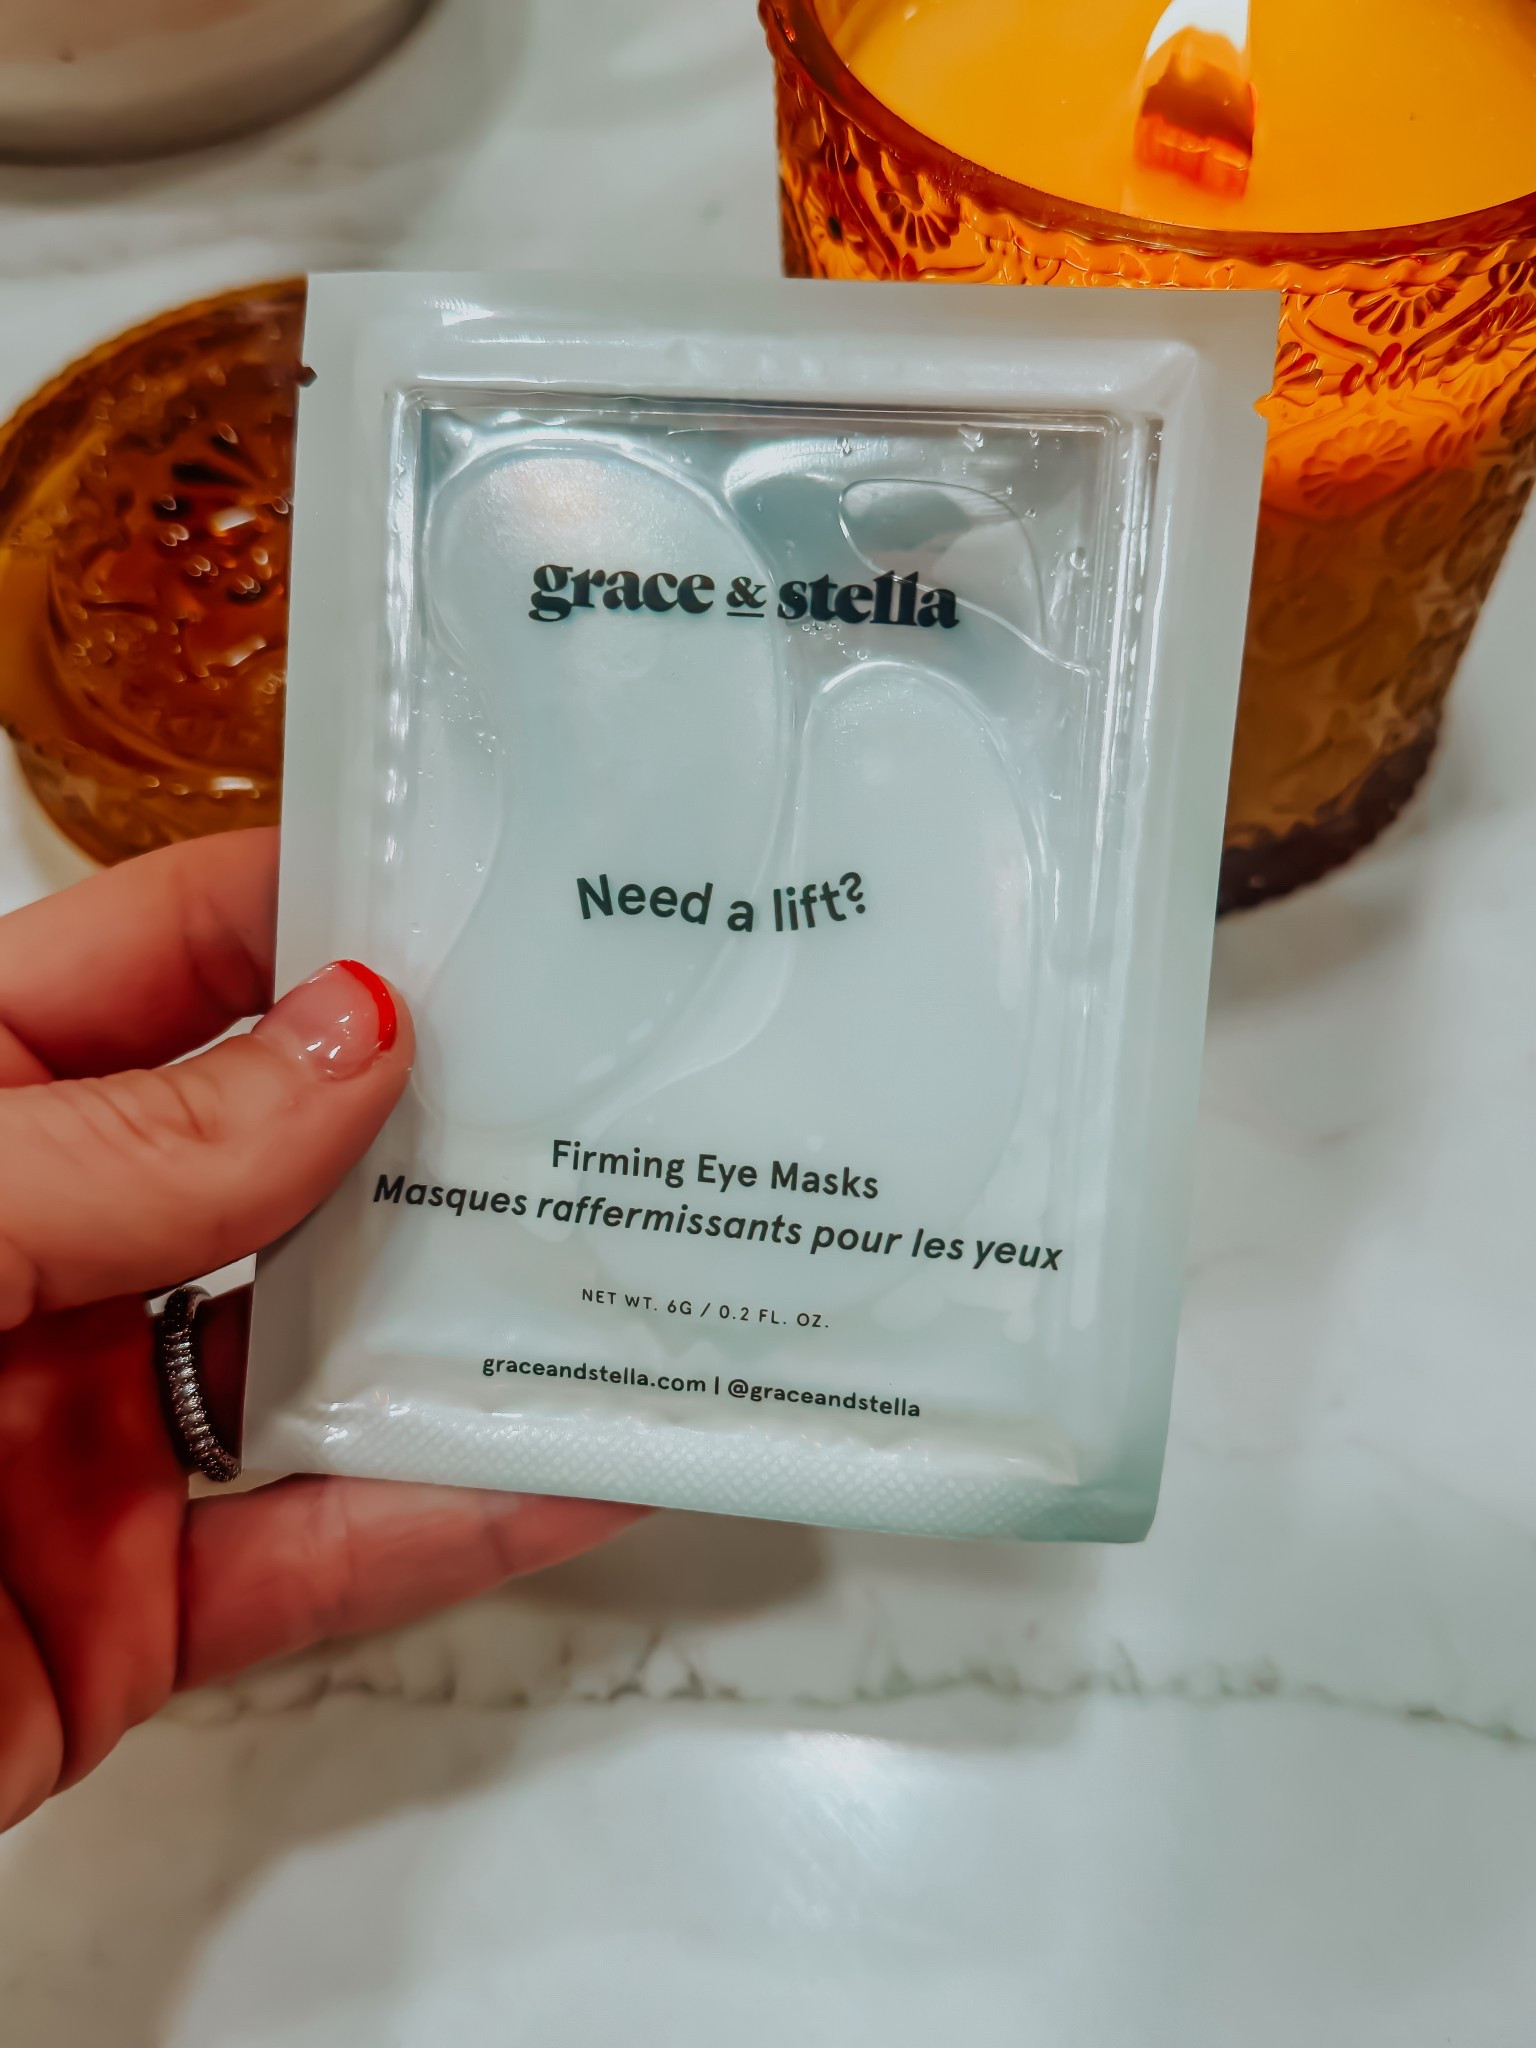 grace & stella
Need a lift?
Firming Eye Masks
Masques raffermissants pour les yeux
NET WT. 6G / 0.2 FL. OZ.
graceandstella.com | @graceandstella